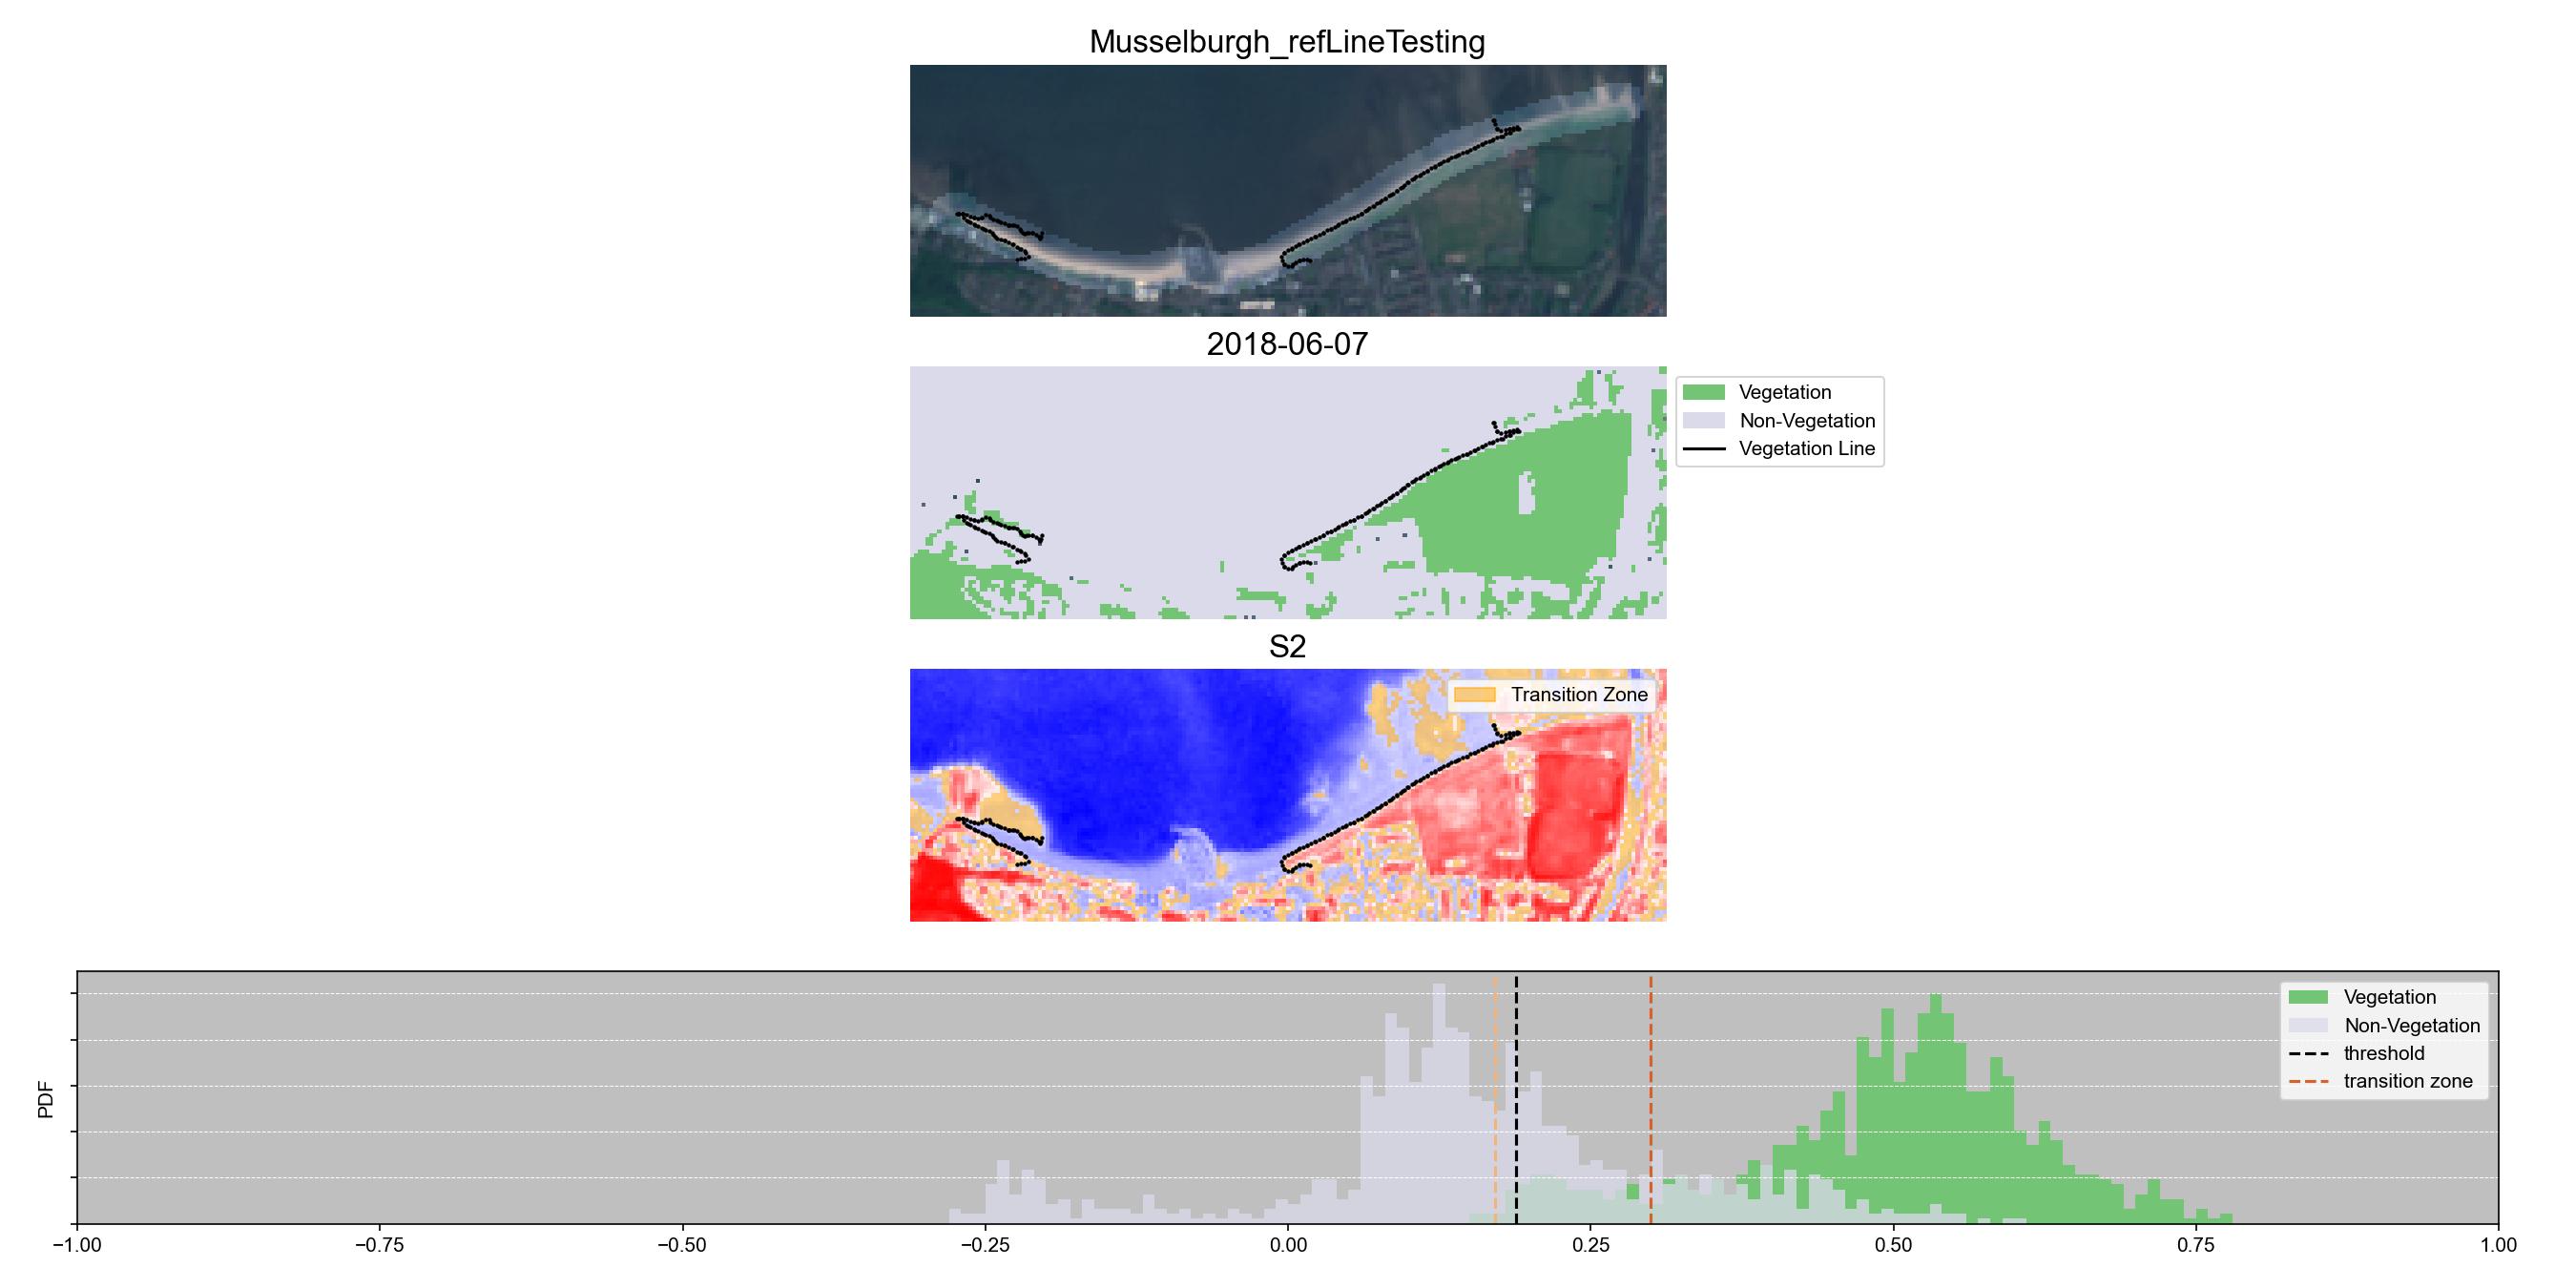 Musselburgh_refLineTesting
2018-06-07
Vegetation
Non-Vegetation
Vegetation Line
S2
Transition Zone
PDF
Vegetation
Non-Vegetation
threshold
transition zone
−1.00 −0.75 −0.50 −0.25 0.00 0.25 0.50 0.75 1.00